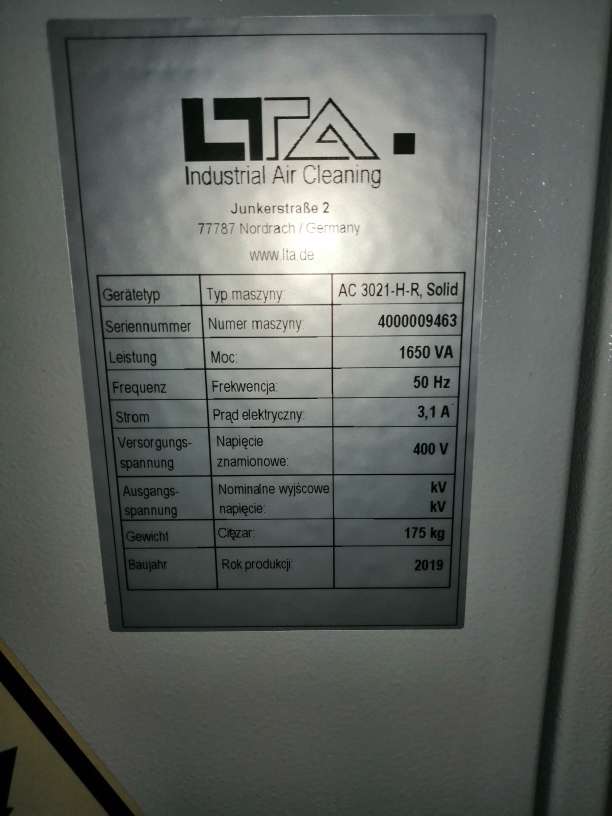 LTA
Industrial Air Cleaning
Junkerstraße 2
77787 Nordrach / Germany
www.lta.de
Gerätetyp Typ maszyny AC 3021-H-R, Solid
Seriennummer Numer maszyny 4000009463
Leistung Moc: 1650 VA
Frequenz Frekwencja: 50 Hz
Strom Prąd elektryczny: 3,1 A
Versorgungs- Napięcie 400 V
spannung znamionowe:
Ausgangs- Nominalne wyjścowe kV
spannung napięcie: kV
Gewicht Ciężar: 175 kg
Baujahr Rok produkcji: 2019